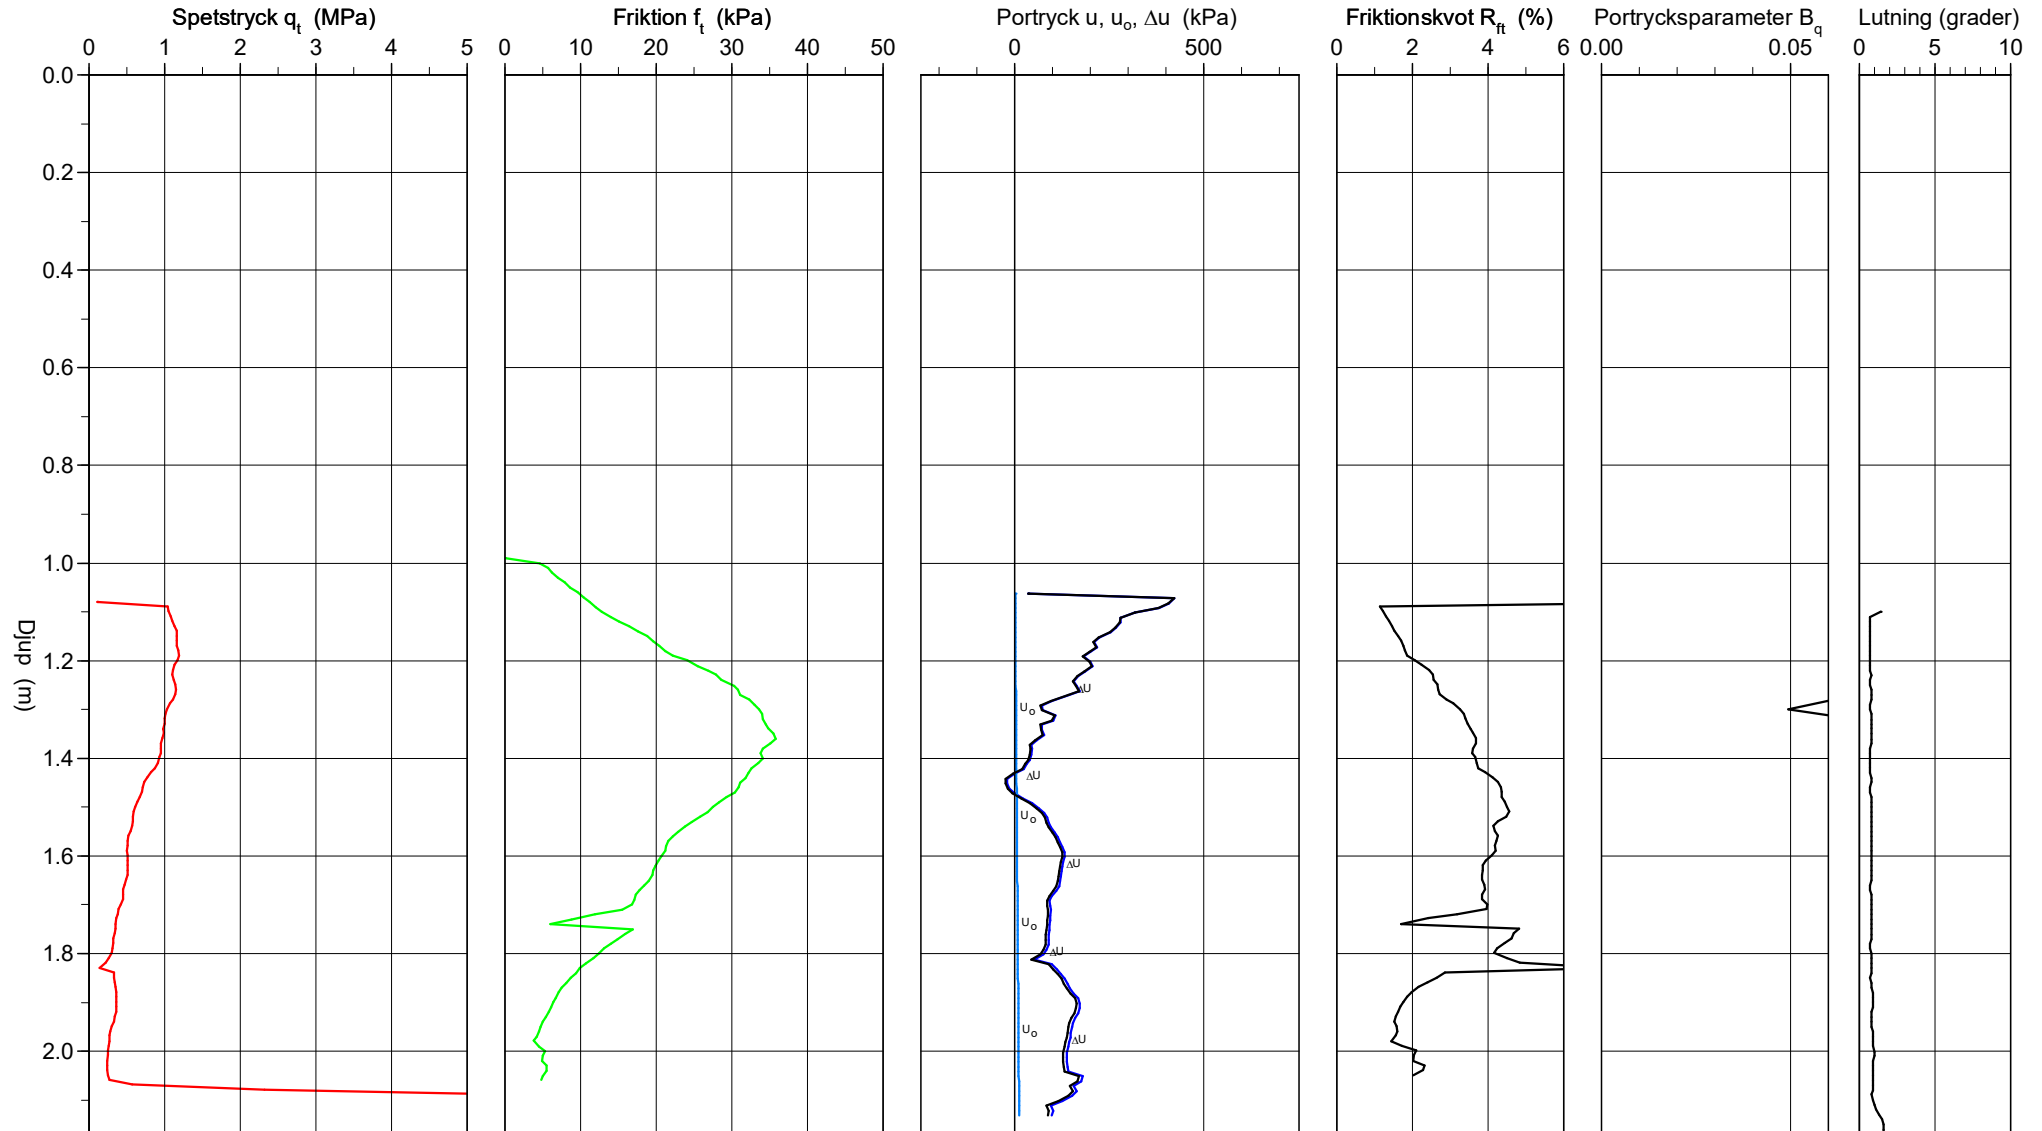 Spetstryck qt (MPa) Friktion ft (kPa) Portryck u, uo, Δu (kPa) Friktionskvot Rft (%) Portrycksparameter Bq Lutning (grader)
0 1 2 3 4 5 0 10 20 30 40 50 0 500 0 2 4 6 0.00 0.05 0 5 10
0.0
0.2
0.4
0.6
0.8
1.0
1.2
ΔU
Uo
1.4
ΔU
Uo
1.6
ΔU
Uo
1.8
ΔU
Uo
ΔU
2.0
Djup (m)